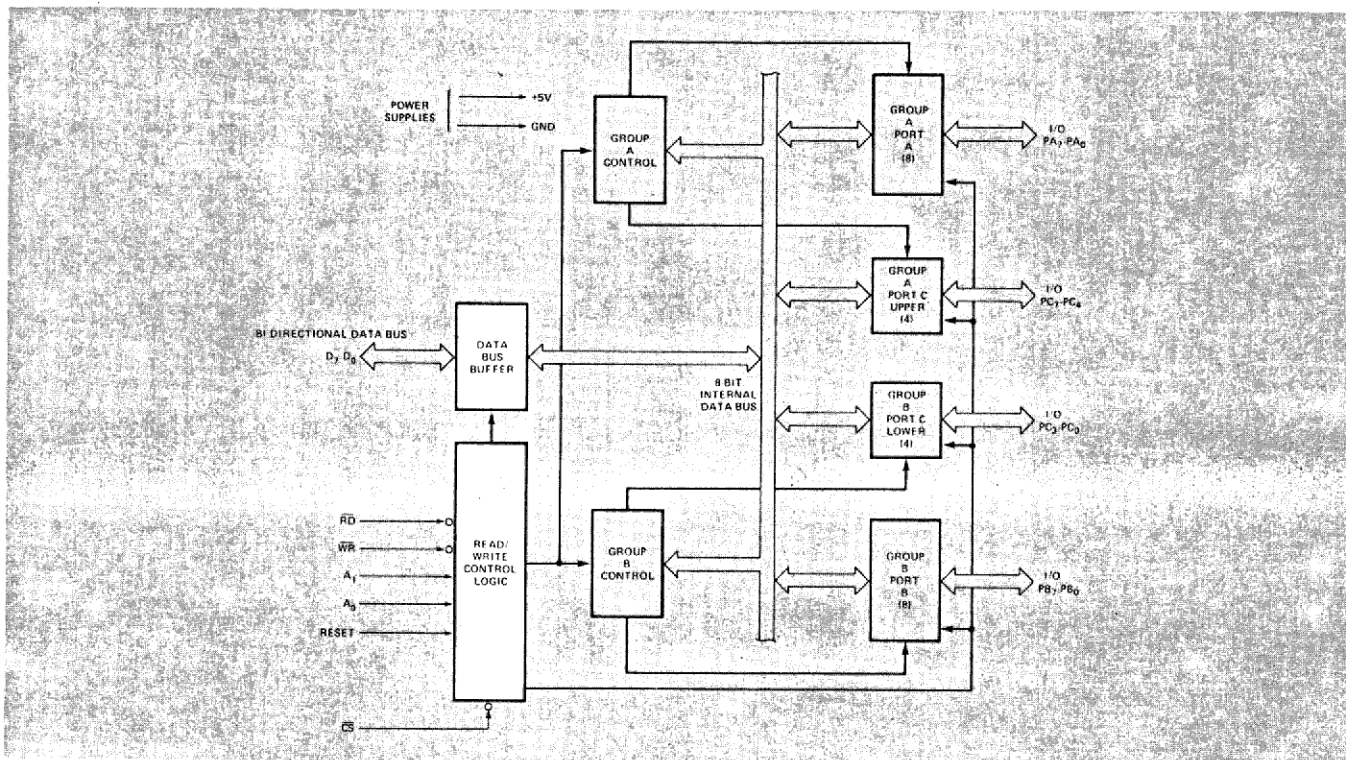 POWER
SUPPLIES
+5V
GND
GROUP
A
CONTROL
GROUP
A
PORT
A
(8)
I/O
PA7-PA0
GROUP
A
PORT C
UPPER
(4)
I/O
PC7-PC4
BI DIRECTIONAL DATA BUS
D7 D0
DATA
BUS
BUFFER
8 BIT
INTERNAL
DATA BUS
GROUP
B
PORT C
LOWER
(4)
I/O
PC3-PC0
RD
WR
A1
A0
RESET
CS
READ/
WRITE
CONTROL
LOGIC
GROUP
B
CONTROL
GROUP
B
PORT
B
(8)
I/O
PB7-PB0